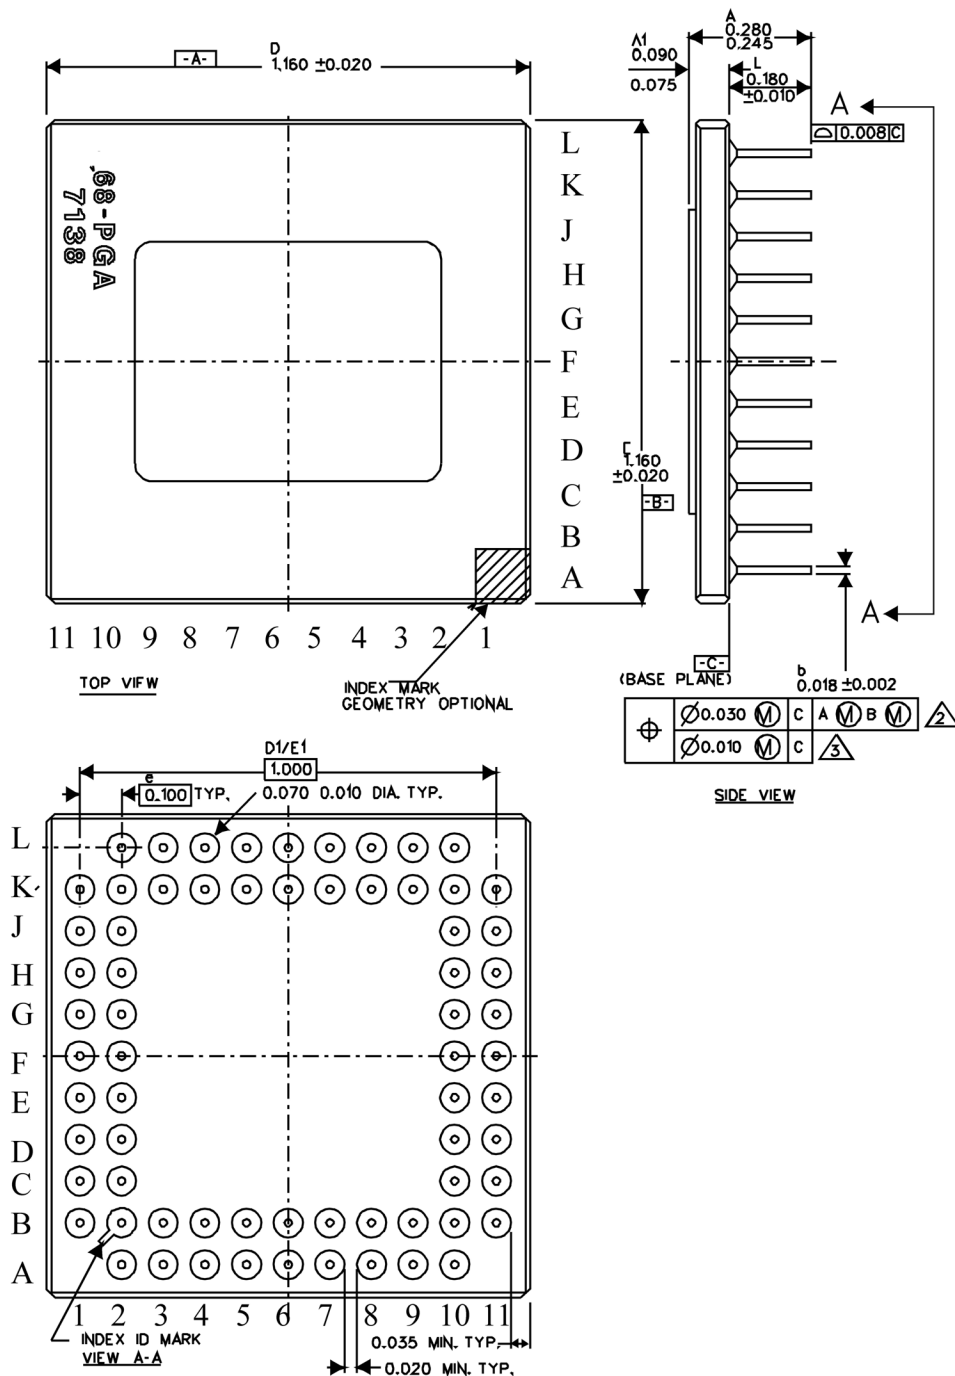 -A-
D
1.160 ±0.020
.68-PGA
7138
L
K
J
H
G
F
E
D
C
B
A
1.160
±0.020
-B-
11 10 9 8 7 6 5 4 3 2 1
TOP VIEW
INDEX MARK
GEOMETRY OPTIONAL
A
0.280
0.245
A1
0.090
0.075
L
0.180
±0.010
A
0.008 C
A
-C-
(BASE PLANE)
b
0.018 ±0.002
Ø0.030 Ⓜ C A Ⓜ B Ⓜ 2
Ø0.010 Ⓜ C 3
SIDE VIEW
D1/E1
1.000
e
0.100 TYP.
0.070 0.010 DIA. TYP.
L
K
J
H
G
F
E
D
C
B
A
1 2 3 4 5 6 7 8 9 10 11
INDEX ID MARK
VIEW A-A
0.035 MIN. TYP.
0.020 MIN. TYP.